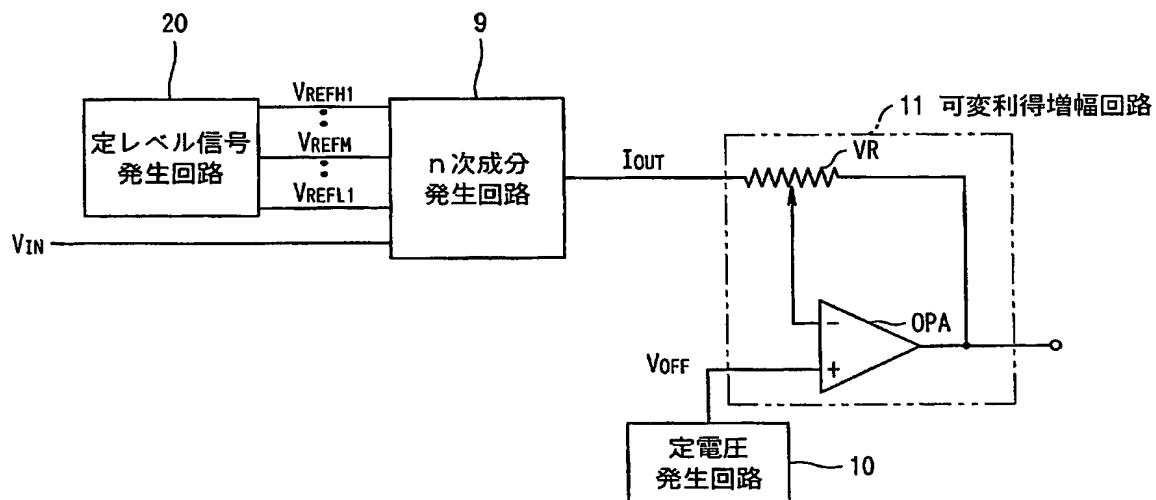 20
9
定レベル信号
発生回路
VREFH1
VREFM
VREFL1
n次成分
発生回路
VIN
IOUT
11 可変利得増幅回路
VR
−
OPA
+
VOFF
定電圧
発生回路
10